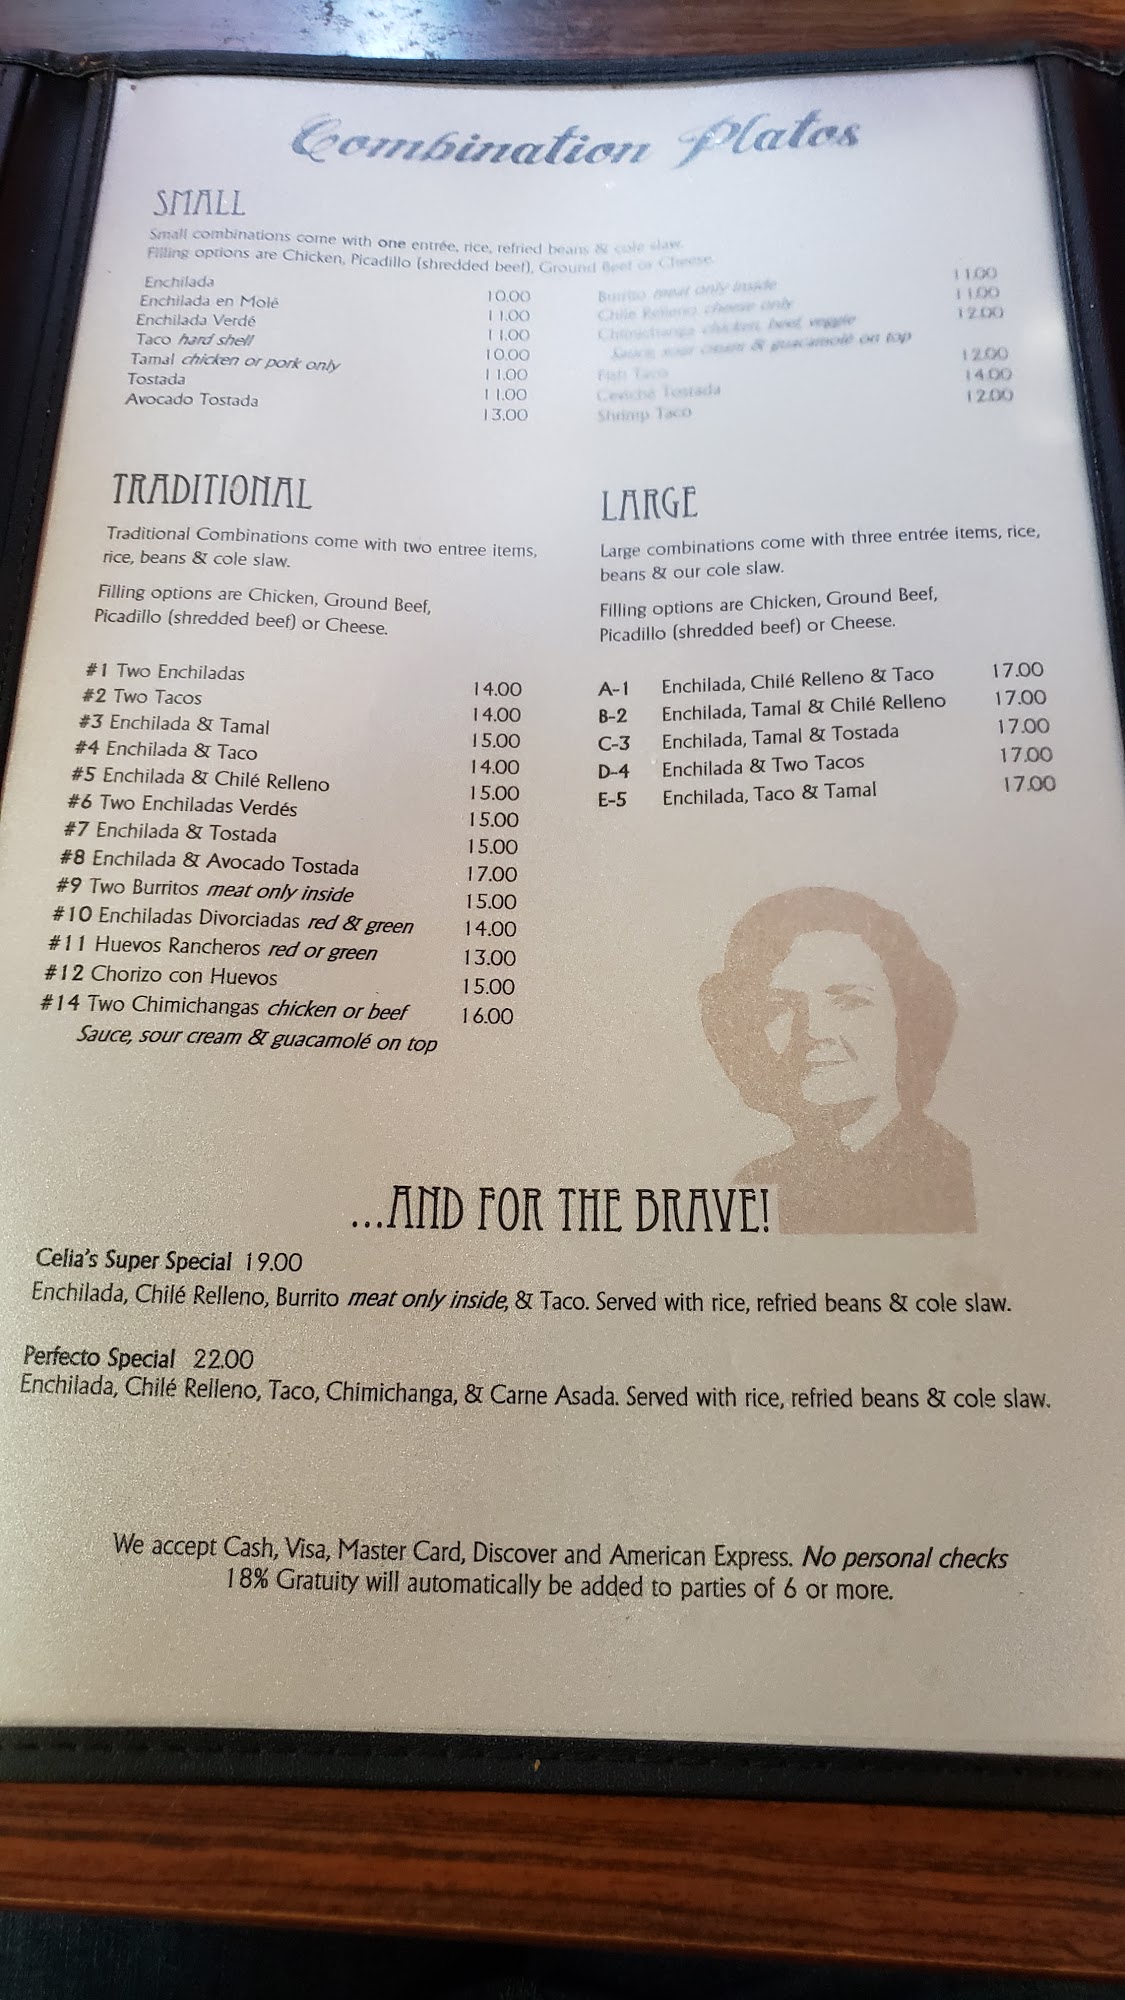 Combination Platos
SMALL
Small combinations come with one entrée, rice, refried beans & cole slaw.
Filling options are Chicken, Picadillo (shredded beef), Ground Beef or Cheese.
Enchilada 10.00
Enchilada en Molé 11.00
Enchilada Verdé 11.00
Taco hard shell 10.00
Tamal chicken or pork only 11.00
Tostada 11.00
Avocado Tostada 13.00
Burrito meat only inside 11.00
Chile Relleno cheese only 11.00
Chimichanga chicken, beef, veggie 12.00
Sauce, sour cream & guacamolé on top
Fish Taco 12.00
Ceviché Tostada 14.00
Shrimp Taco 12.00
TRADITIONAL
Traditional Combinations come with two entree items,
rice, beans & cole slaw.
Filling options are Chicken, Ground Beef,
Picadillo (shredded beef) or Cheese.
#1 Two Enchiladas 14.00
#2 Two Tacos 14.00
#3 Enchilada & Tamal 15.00
#4 Enchilada & Taco 14.00
#5 Enchilada & Chilé Relleno 15.00
#6 Two Enchiladas Verdés 15.00
#7 Enchilada & Tostada 15.00
#8 Enchilada & Avocado Tostada 17.00
#9 Two Burritos meat only inside 15.00
#10 Enchiladas Divorciadas red & green 14.00
#11 Huevos Rancheros red or green 13.00
#12 Chorizo con Huevos 15.00
#14 Two Chimichangas chicken or beef 16.00
Sauce, sour cream & guacamolé on top
LARGE
Large combinations come with three entrée items, rice,
beans & our cole slaw.
Filling options are Chicken, Ground Beef,
Picadillo (shredded beef) or Cheese.
A-1 Enchilada, Chilé Relleno & Taco 17.00
B-2 Enchilada, Tamal & Chilé Relleno 17.00
C-3 Enchilada, Tamal & Tostada 17.00
D-4 Enchilada & Two Tacos 17.00
E-5 Enchilada, Taco & Tamal 17.00
...AND FOR THE BRAVE!
Celia's Super Special 19.00
Enchilada, Chilé Relleno, Burrito meat only inside, & Taco. Served with rice, refried beans & cole slaw.
Perfecto Special 22.00
Enchilada, Chilé Relleno, Taco, Chimichanga, & Carne Asada. Served with rice, refried beans & cole slaw.
We accept Cash, Visa, Master Card, Discover and American Express. No personal checks
18% Gratuity will automatically be added to parties of 6 or more.